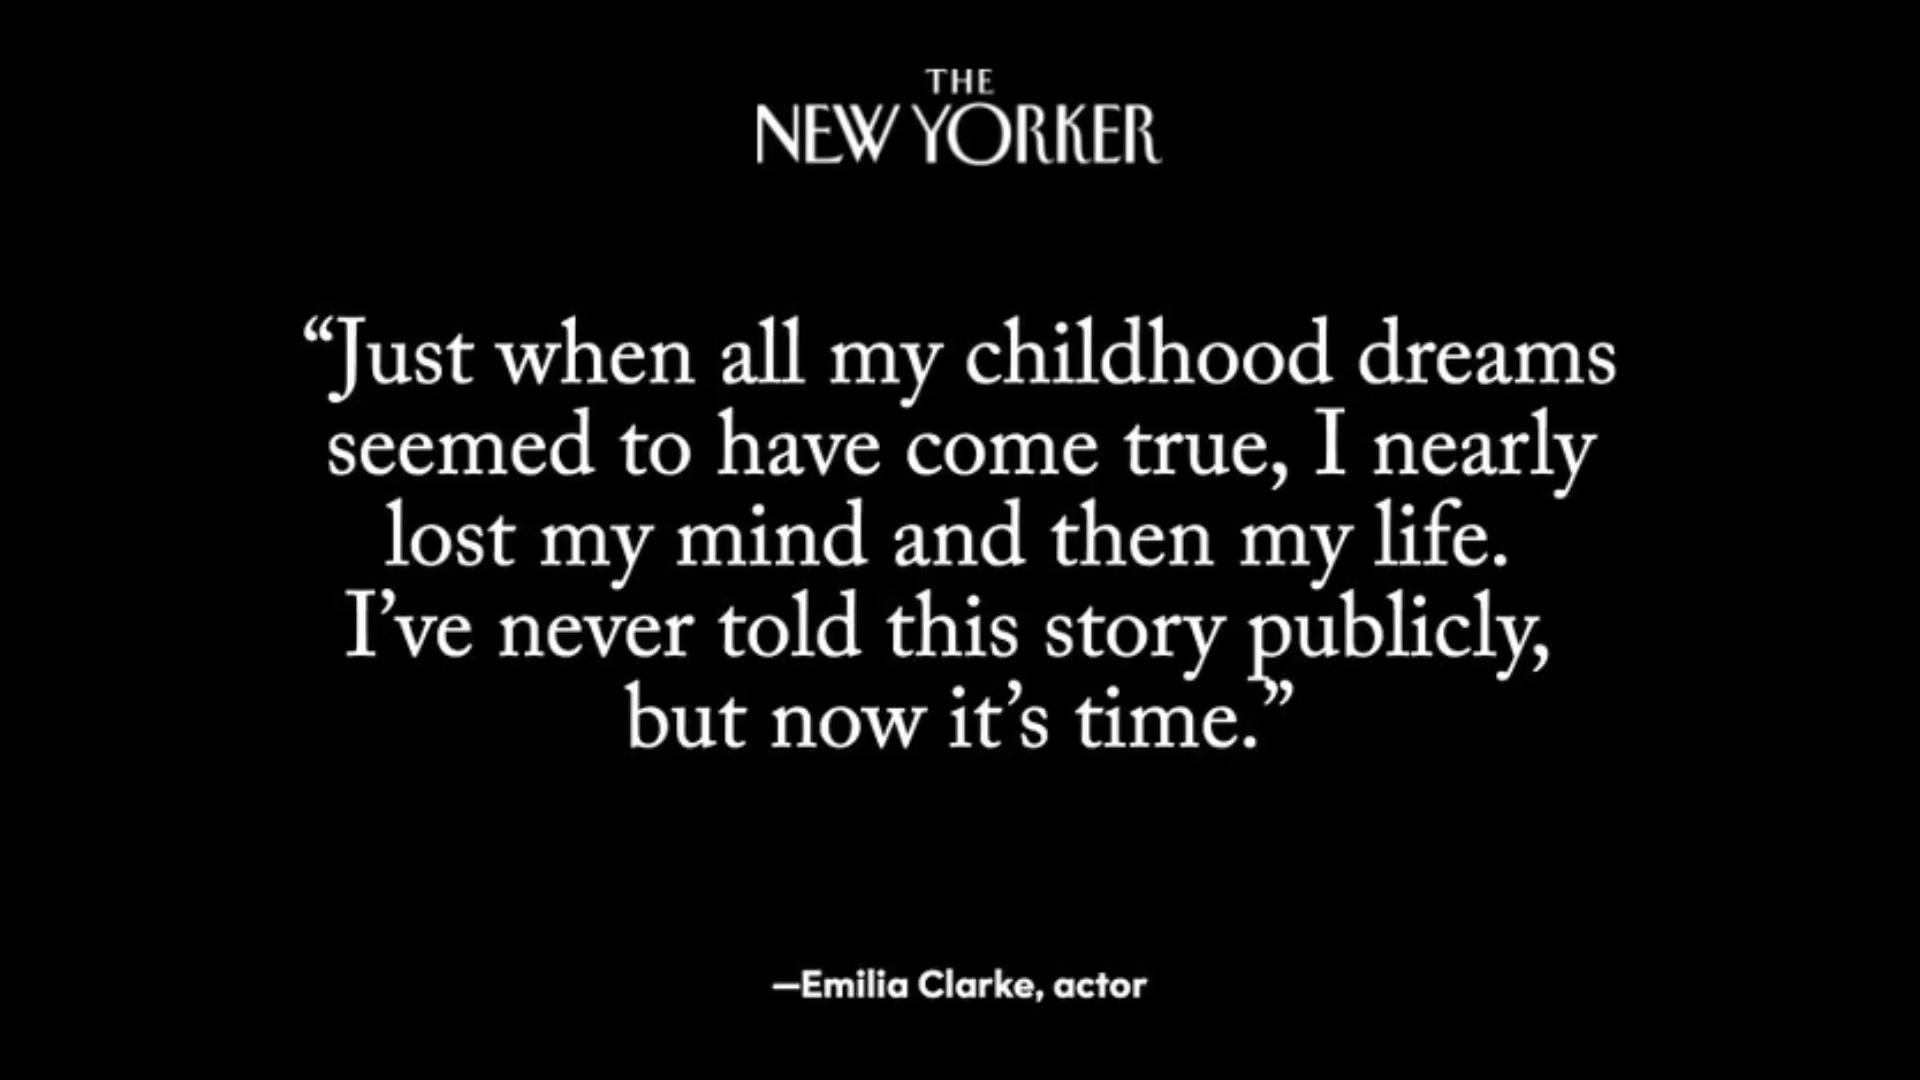 THE
NEW YORKER
“Just when all my childhood dreams
seemed to have come true, I nearly
lost my mind and then my life.
I’ve never told this story publicly,
but now it’s time.”
—Emilia Clarke, actor